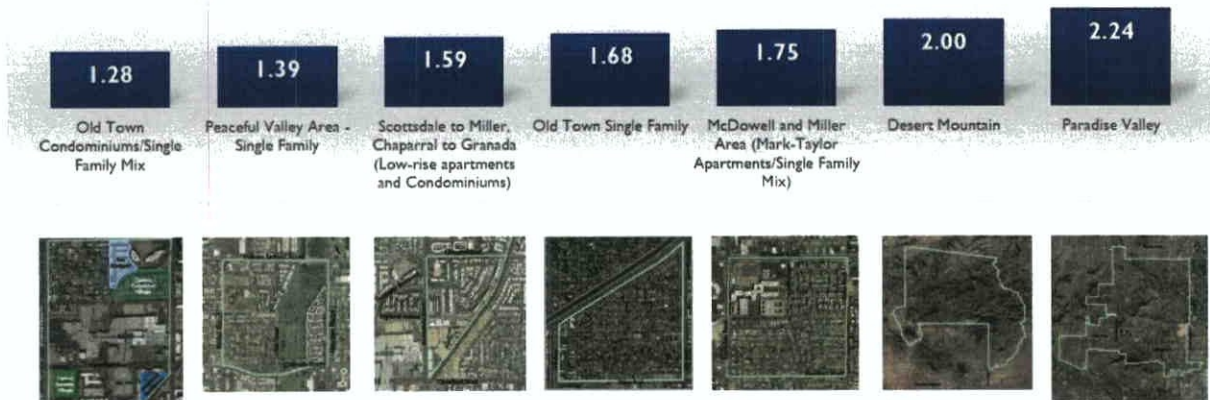 1.28
1.39
1.59
1.68
1.75
2.00
2.24
Old Town
Condominiums/Single
Family Mix
Peaceful Valley Area -
Single Family
Scottsdale to Miller,
Chaparral to Granada
(Low-rise apartments
and Condominiums)
Old Town Single Family
McDowell and Miller
Area (Mark-Taylor
Apartments/Single Family
Mix)
Desert Mountain
Paradise Valley